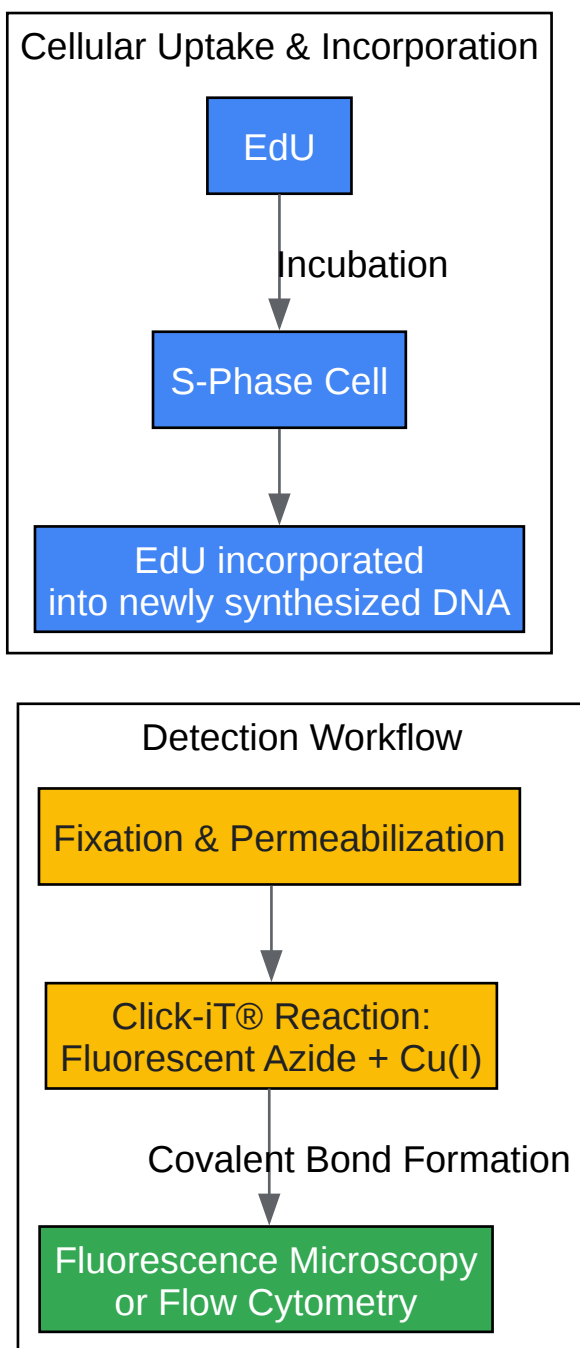 Cellular Uptake & Incorporation
EdU
Incubation
S-Phase Cell
EdU incorporated
into newly synthesized DNA
Detection Workflow
Fixation & Permeabilization
Click-iT® Reaction:
Fluorescent Azide + Cu(I)
Covalent Bond Formation
Fluorescence Microscopy
or Flow Cytometry